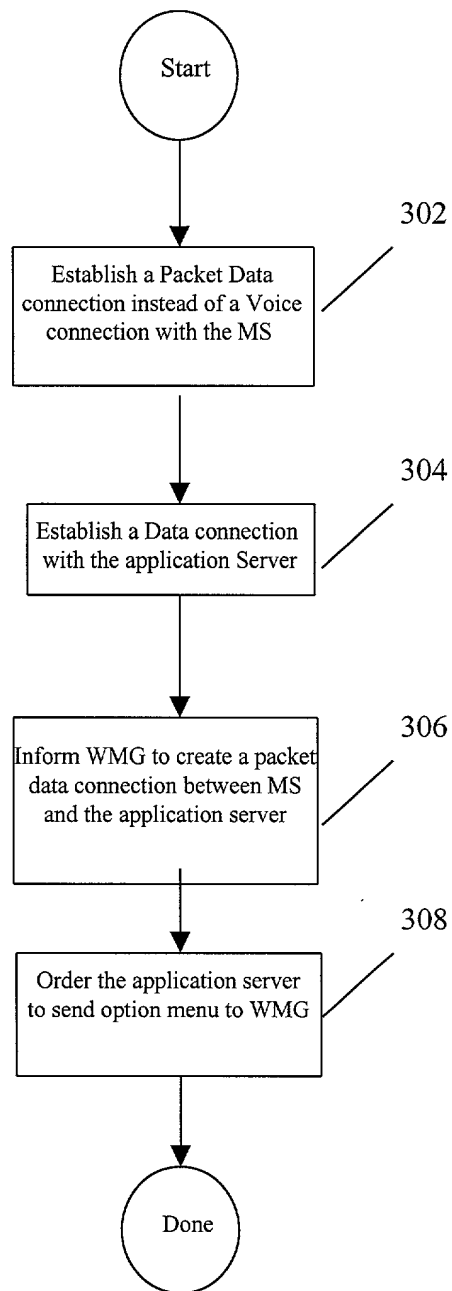 Start
302
Establish a Packet Data
connection instead of a Voice
connection with the MS
304
Establish a Data connection
with the application Server
306
Inform WMG to create a packet
data connection between MS
and the application server
308
Order the application server
to send option menu to WMG
Done